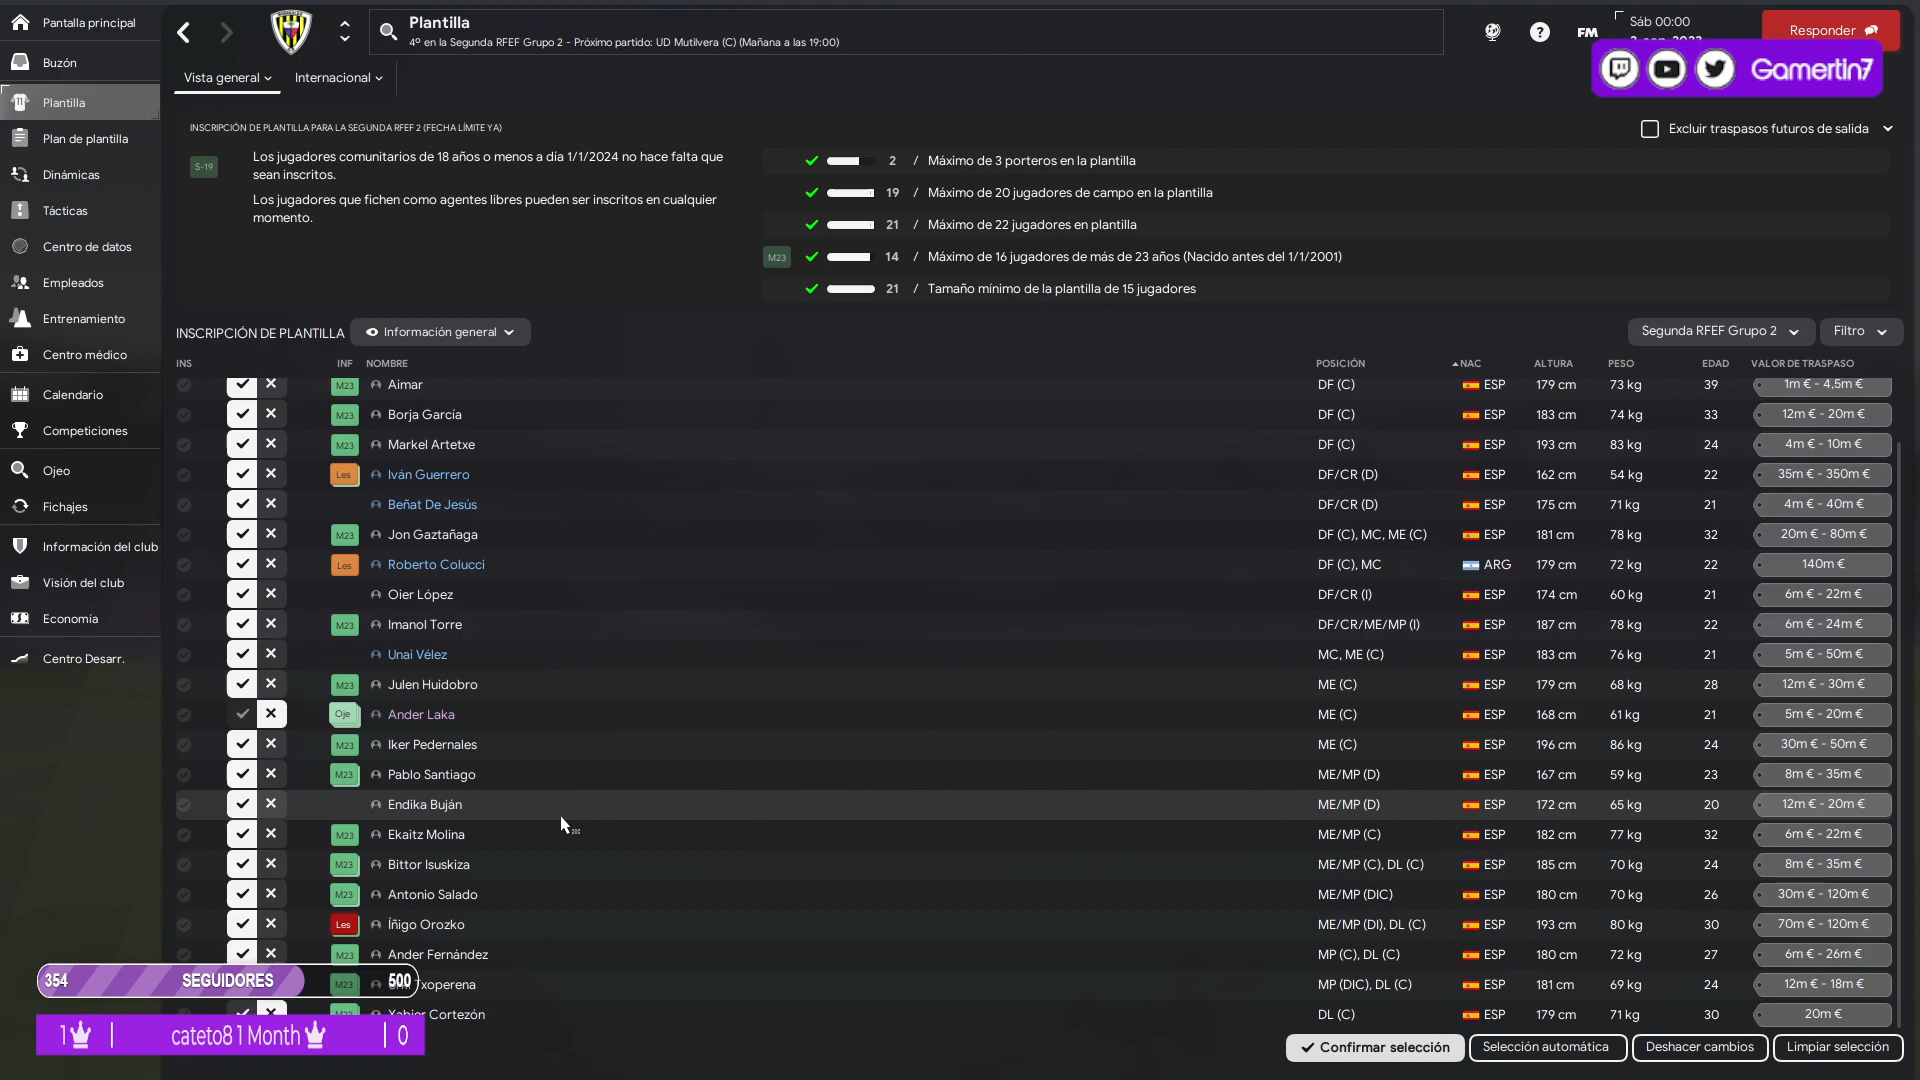 Pantalla principal
Buzón
Plantilla
Plan de plantilla
Dinámicas
Tácticas
Centro de datos
Empleados
Entrenamiento
Centro médico
Calendario
Competiciones
Ojeo
Fichajes
Información del club
Visión del club
Economía
Centro Desarr.
Plantilla
4º en la Segunda RFEF Grupo 2 - Próximo partido: UD Mutilvera (C) (Mañana a las 19:00)
FM
Sáb 00:00
Responder
Gamertin7
Vista general
Internacional
INSCRIPCIÓN DE PLANTILLA PARA LA SEGUNDA RFEF 2 (FECHA LÍMITE YA)
Excluir traspasos futuros de salida
S-19
Los jugadores comunitarios de 18 años o menos a día 1/1/2024 no hace falta que
sean inscritos.
Los jugadores que fichen como agentes libres pueden ser inscritos en cualquier
momento.
2 / Máximo de 3 porteros en la plantilla
19 / Máximo de 20 jugadores de campo en la plantilla
21 / Máximo de 22 jugadores en plantilla
M23 14 / Máximo de 16 jugadores de más de 23 años (Nacido antes del 1/1/2001)
21 / Tamaño mínimo de la plantilla de 15 jugadores
INSCRIPCIÓN DE PLANTILLA Información general Segunda RFEF Grupo 2 Filtro
INS INF NOMBRE POSICIÓN NAC ALTURA PESO EDAD VALOR DE TRASPASO
M23 Aimar DF (C) ESP 179 cm 73 kg 39 1m € - 4,5m €
M23 Borja García DF (C) ESP 183 cm 74 kg 33 12m € - 20m €
M23 Markel Artetxe DF (C) ESP 193 cm 83 kg 24 4m € - 10m €
Les Iván Guerrero DF/CR (D) ESP 162 cm 54 kg 22 35m € - 350m €
Beñat De Jesús DF/CR (D) ESP 175 cm 71 kg 21 4m € - 40m €
M23 Jon Gaztañaga DF (C), MC, ME (C) ESP 181 cm 78 kg 32 20m € - 80m €
Les Roberto Colucci DF (C), MC ARG 179 cm 72 kg 22 140m €
Oier López DF/CR (I) ESP 174 cm 60 kg 21 6m € - 22m €
M23 Imanol Torre DF/CR/ME/MP (I) ESP 187 cm 78 kg 22 6m € - 24m €
Unai Vélez MC, ME (C) ESP 183 cm 76 kg 21 5m € - 50m €
M23 Julen Huidobro ME (C) ESP 179 cm 68 kg 28 12m € - 30m €
Oje Ander Laka ME (C) ESP 168 cm 61 kg 21 5m € - 20m €
M23 Iker Pedernales ME (C) ESP 196 cm 86 kg 24 30m € - 50m €
M23 Pablo Santiago ME/MP (D) ESP 167 cm 59 kg 23 8m € - 35m €
Endika Buján ME/MP (D) ESP 172 cm 65 kg 20 12m € - 20m €
M23 Ekaitz Molina ME/MP (C) ESP 182 cm 77 kg 32 6m € - 22m €
M23 Bittor Isuskiza ME/MP (C), DL (C) ESP 185 cm 70 kg 24 8m € - 35m €
M23 Antonio Salado ME/MP (DIC) ESP 180 cm 70 kg 26 30m € - 120m €
Les Íñigo Orozko ME/MP (DI), DL (C) ESP 193 cm 80 kg 30 70m € - 120m €
M23 Ander Fernández MP (C), DL (C) ESP 180 cm 72 kg 27 6m € - 26m €
M23 Txoperena MP (DIC), DL (C) ESP 181 cm 69 kg 24 12m € - 18m €
Xabier Cortezón DL (C) ESP 179 cm 71 kg 30 20m €
354 SEGUIDORES 500
1 cateto8 1 Month 0
Confirmar selección Selección automática Deshacer cambios Limpiar selección